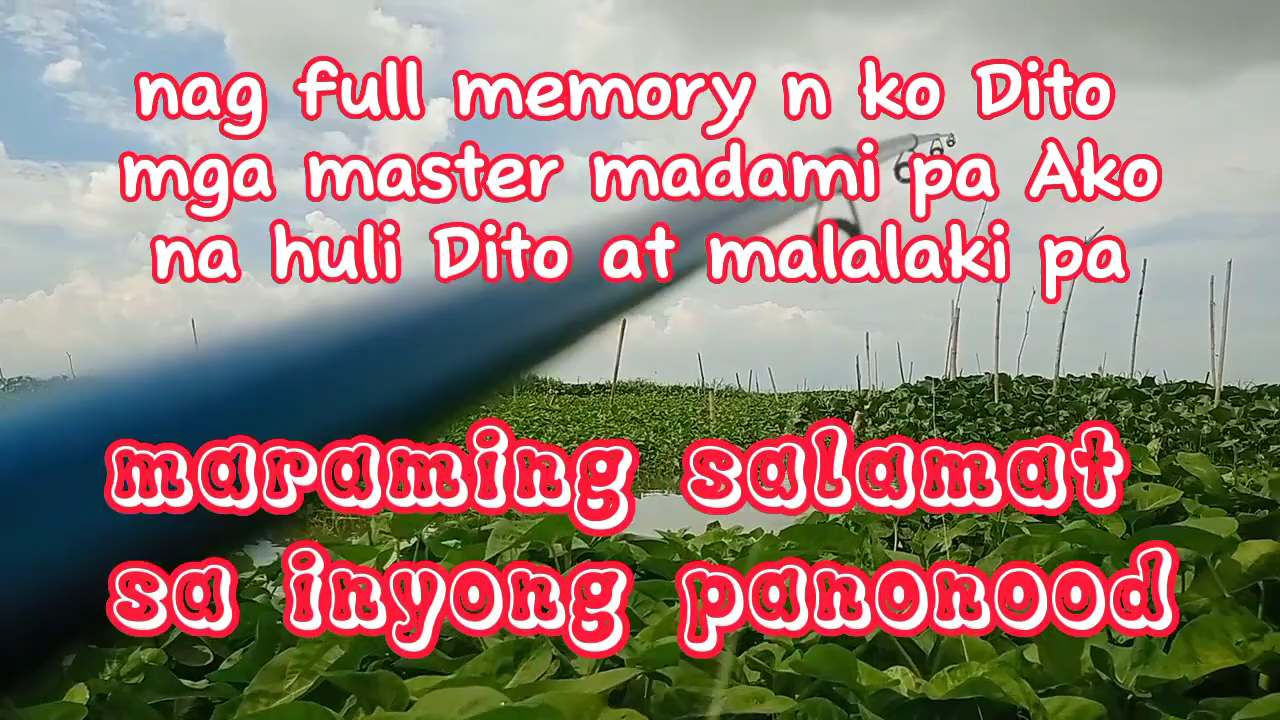 nag full memory n ko Dito
mga master madami pa Ako
na huli Dito at malalaki pa
maraming salamat
sa inyong panonood